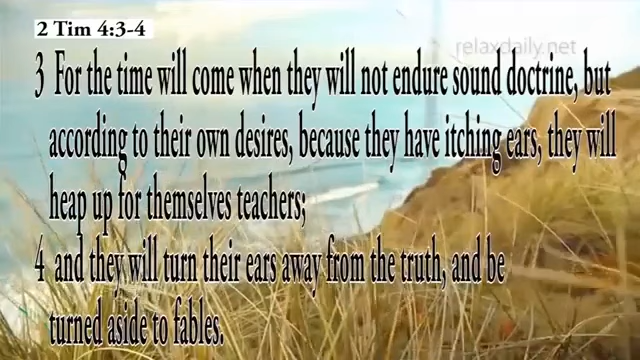 2 Tim 4:3-4
relaxdaily.net
3 For the time will come when they will not endure sound doctrine, but
according to their own desires, because they have itching ears, they will
heap up for themselves teachers;
4 and they will turn their ears away from the truth, and be
turned aside to fables.